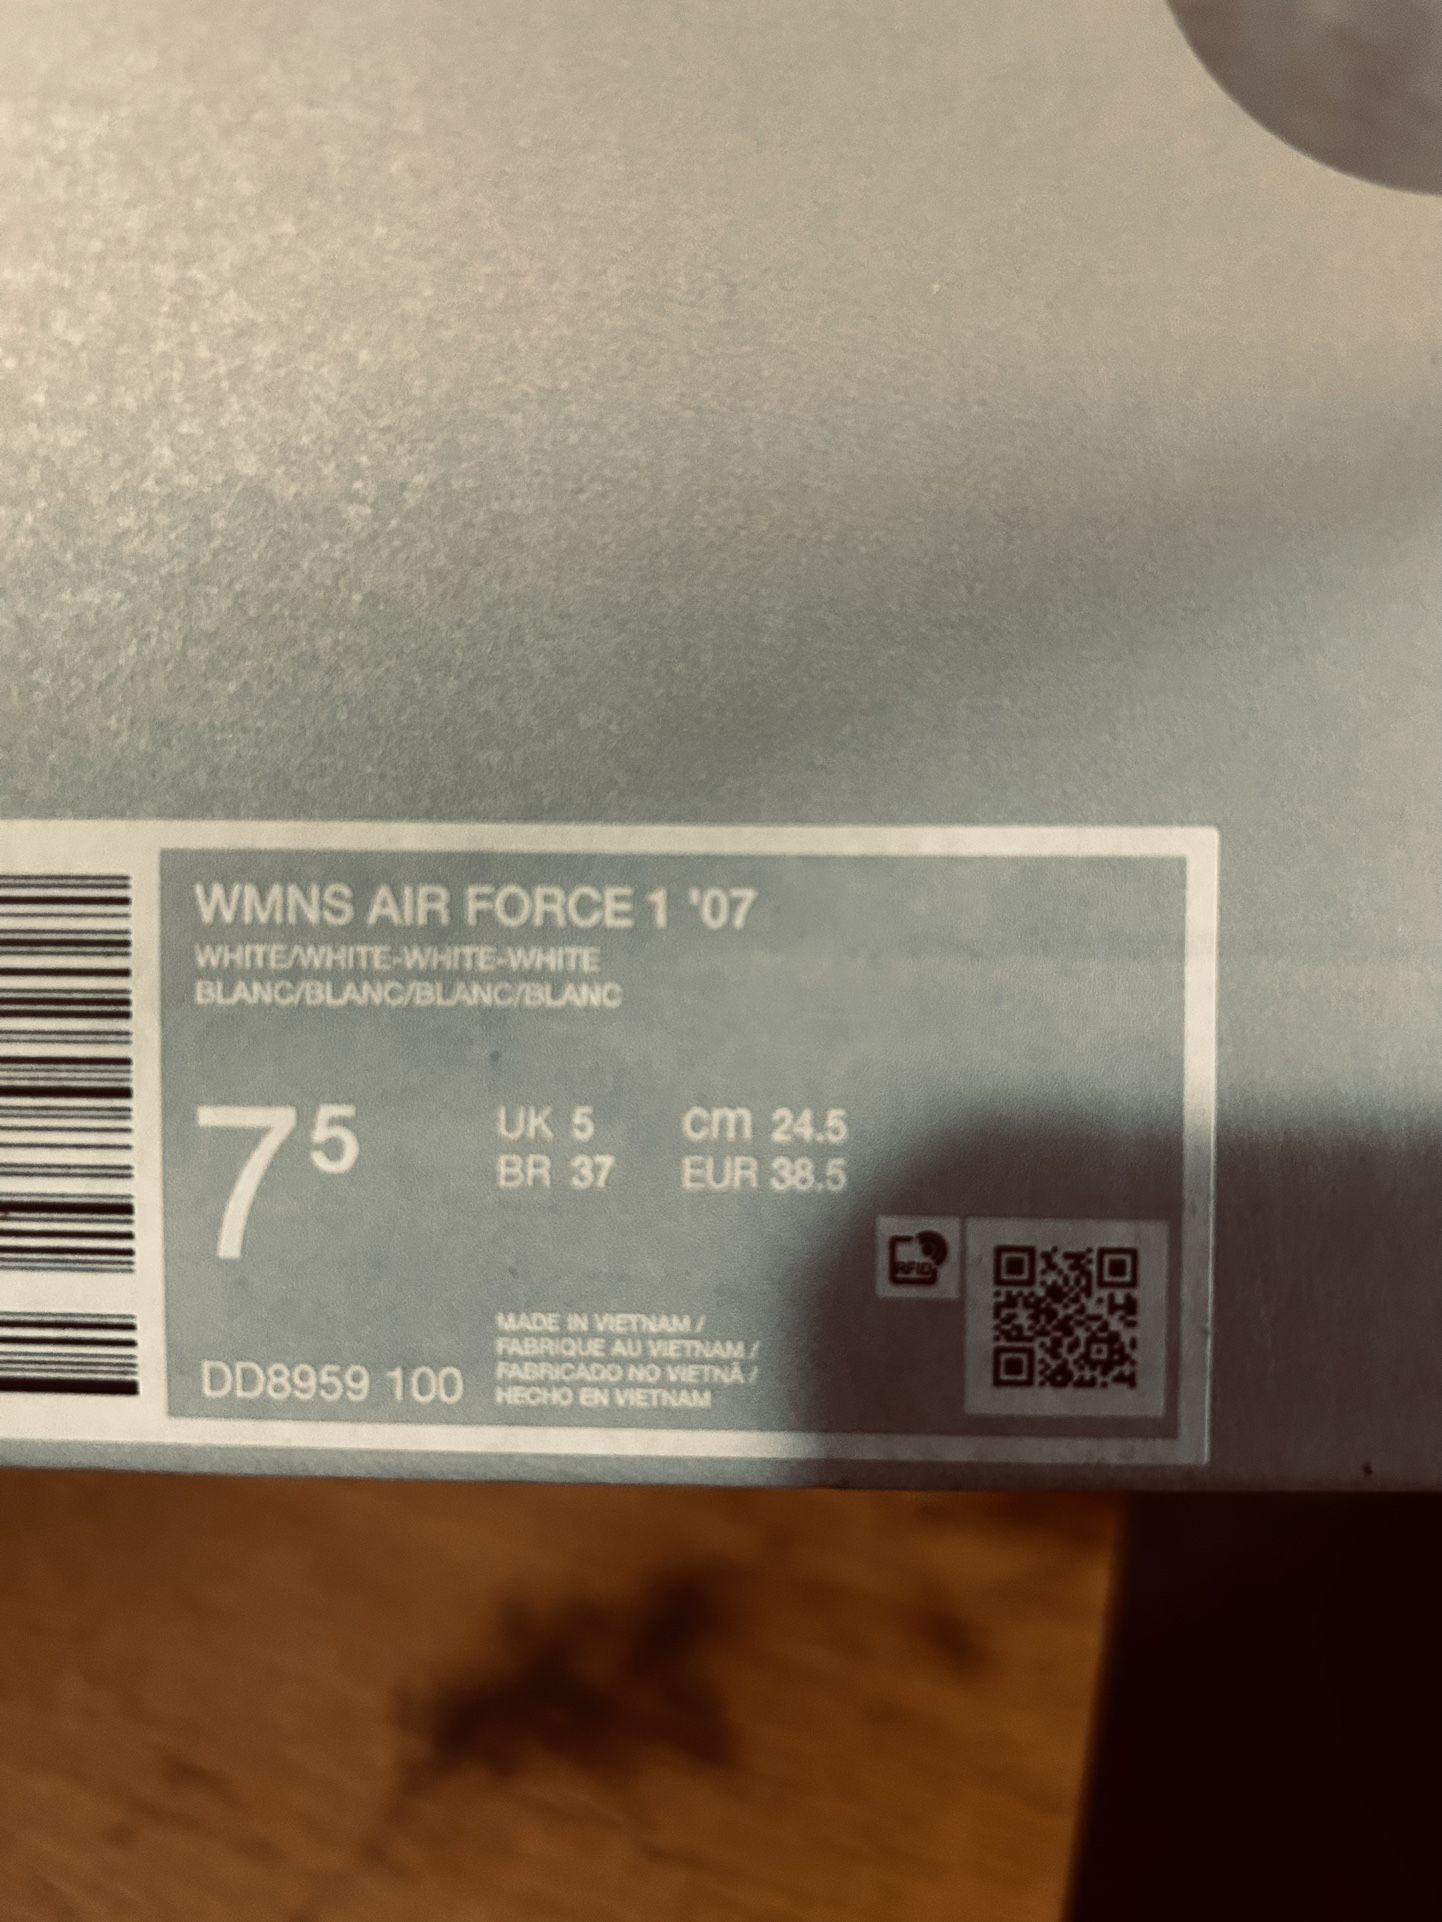 WMNS AIR FORCE 1 '07
WHITE/WHITE-WHITE-WHITE
BLANC/BLANC/BLANC/BLANC
7⁵
UK 5 cm 24.5
BR 37 EUR 38.5
RFID
MADE IN VIETNAM /
FABRIQUE AU VIETNAM /
FABRICADO NO VIETNÃ /
HECHO EN VIETNAM
DD8959 100